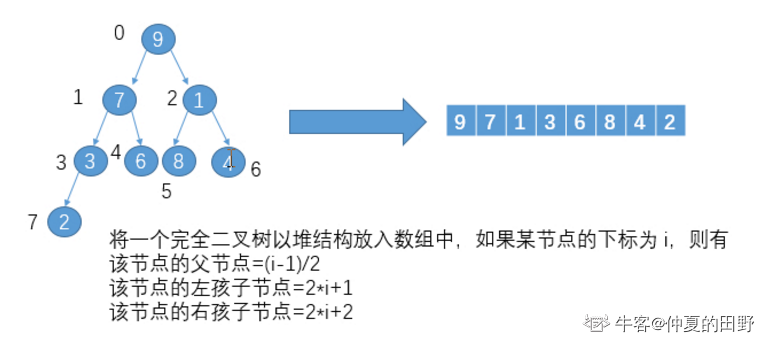 0
9
1
7
2
1
9 7 1 3 6 8 4 2
3
3
4
6
8
4
6
5
7
2
将一个完全二叉树以堆结构放入数组中，如果某节点的下标为 i，则有
该节点的父节点=(i-1)/2
该节点的左孩子节点=2*i+1
该节点的右孩子节点=2*i+2
牛客@仲夏的田野